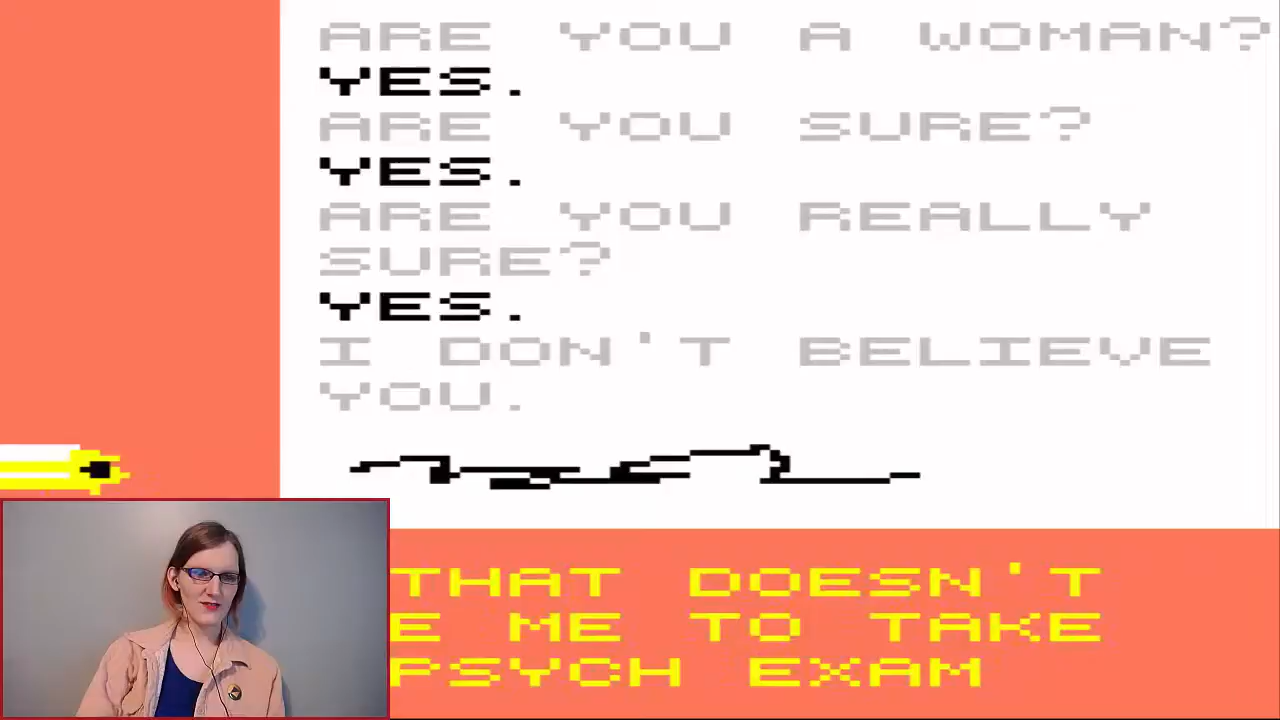 ARE YOU A WOMAN?
YES.
ARE YOU SURE?
YES.
ARE YOU REALLY
SURE?
YES.
I DON'T BELIEVE
YOU.
THAT DOESN'T
E ME TO TAKE
PSYCH EXAM